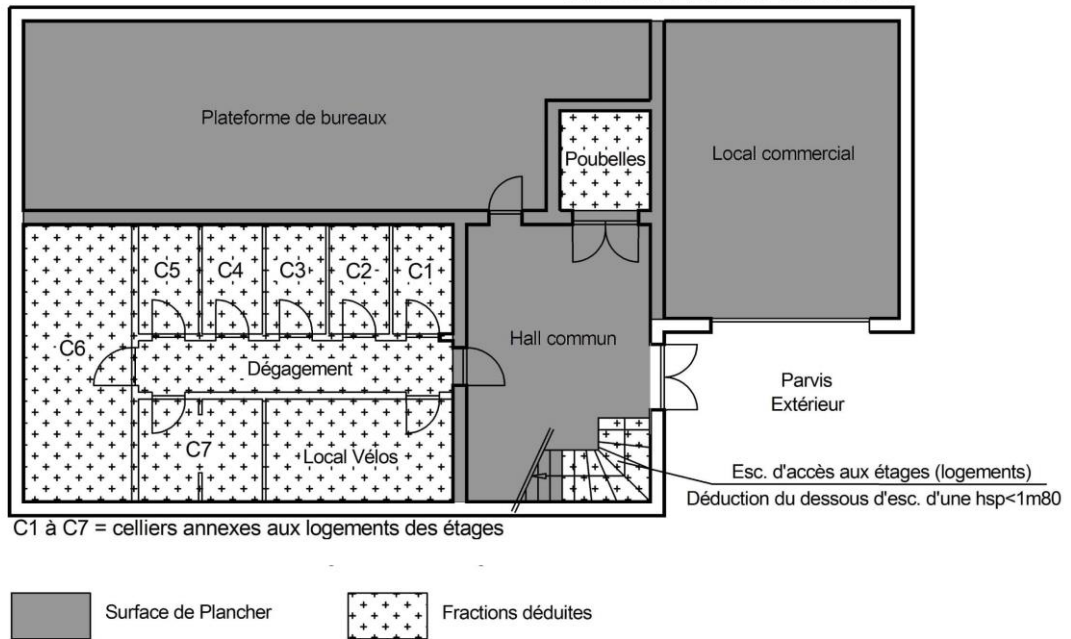 Plateforme de bureaux
Poubelles
Local commercial
C5
C4
C3
C2
C1
C6
Hall commun
Dégagement
Parvis
Extérieur
C7
Local Vélos
Esc. d'accès aux étages (logements)
Déduction du dessous d'esc. d'une hsp<1m80
C1 à C7 = celliers annexes aux logements des étages
Surface de Plancher
Fractions déduites